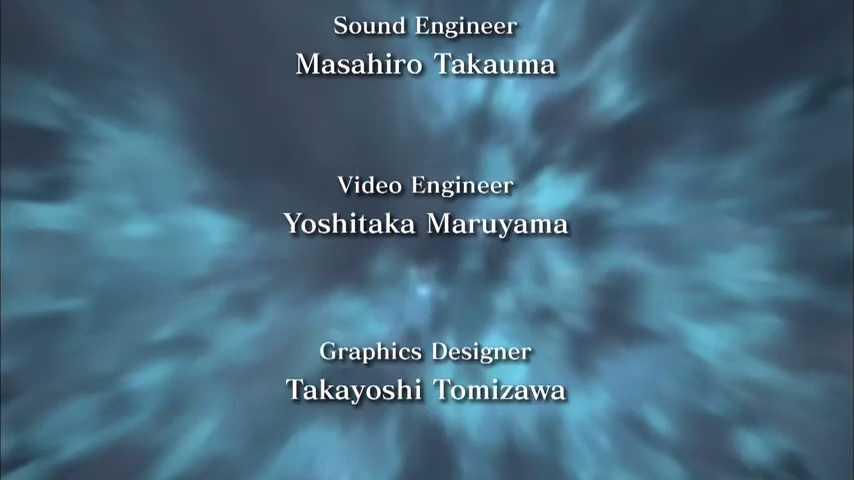 Sound Engineer
Masahiro Takauma
Video Engineer
Yoshitaka Maruyama
Graphics Designer
Takayoshi Tomizawa